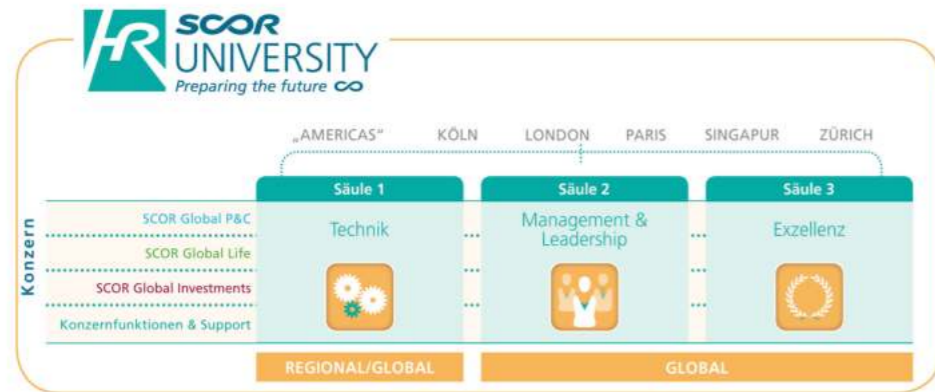 HR SCOR
UNIVERSITY
Preparing the future
„AMERICAS“ KÖLN LONDON PARIS SINGAPUR ZÜRICH
Säule 1 Säule 2 Säule 3
Konzern
SCOR Global P&C
SCOR Global Life
SCOR Global Investments
Konzernfunktionen & Support
Technik
Management &
Leadership
Exzellenz
REGIONAL/GLOBAL GLOBAL